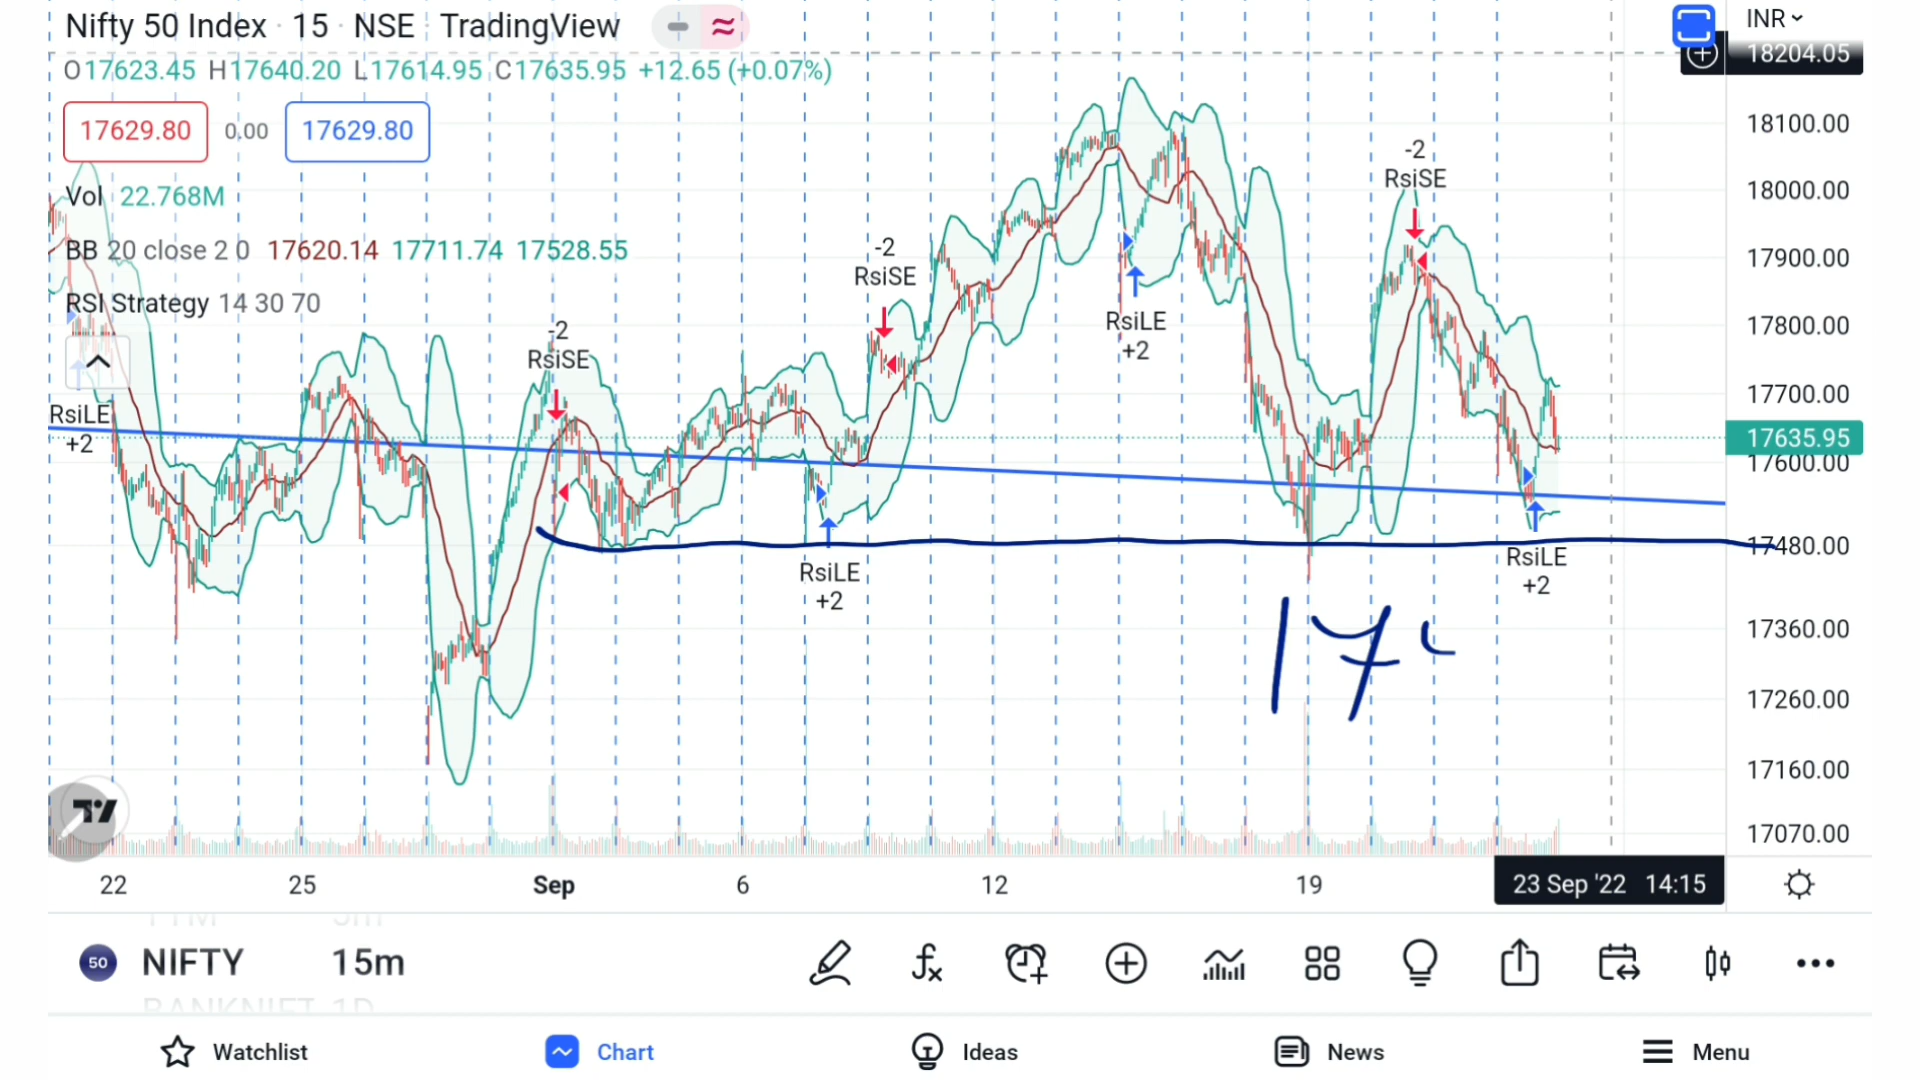 Nifty 50 Index · 15 · NSE TradingView
INR
O17623.45 H17640.20 L17614.95 C17635.95 +12.65 (+0.07%)
18204.05
17629.80 0.00 17629.80
18100.00
-2
RsiSE
Vol 22.768M
18000.00
-2
RsiSE
BB 20 close 2 0 17620.14 17711.74 17528.55
17900.00
RSI Strategy 14 30 70
RsiLE
+2
17800.00
-2
RsiSE
17700.00
RsiLE
+2
17635.95
17600.00
17480.00
RsiLE
+2
RsiLE
+2
17360.00
17
17260.00
17160.00
17070.00
22 25 Sep 6 12 19 23 Sep '22 14:15
50 NIFTY 15m
Watchlist Chart Ideas News Menu